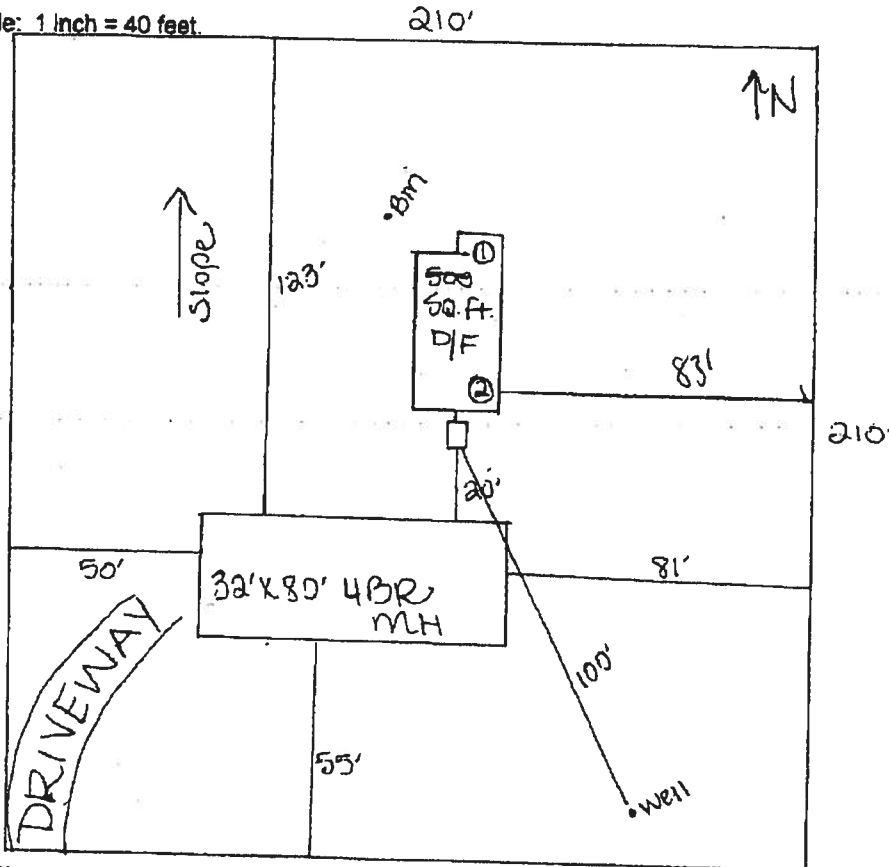 le: 1 inch = 40 feet.
210'
↑N
Bm
Slope
123'
①
500
Sq.ft.
D/F
②
83'
210'
20'
50'
32'X80' 4BR
MH
81'
100'
DRIVEWAY
55'
well